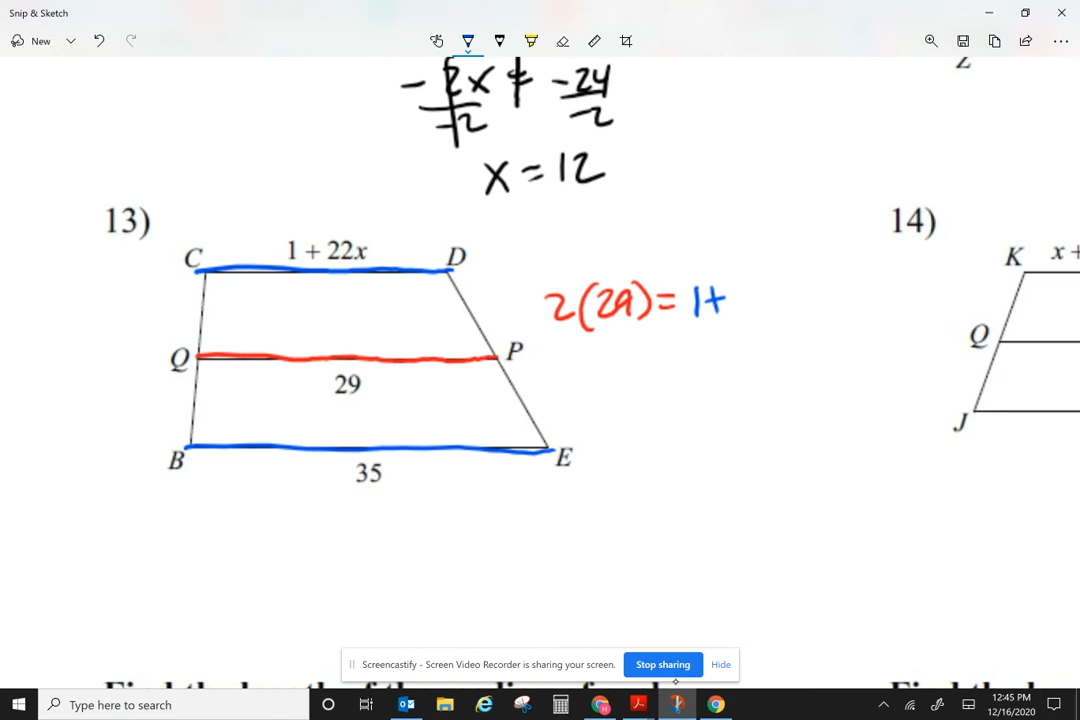 Snip & Sketch
New
-2x = -24
-2 -2
x = 12
13)
C 1 + 22x D
2(29) = 1+
Q P
29
B E
35
14)
K x +
Q
J
Screencastify - Screen Video Recorder is sharing your screen. Stop sharing Hide
Type here to search
12:45 PM
12/16/2020